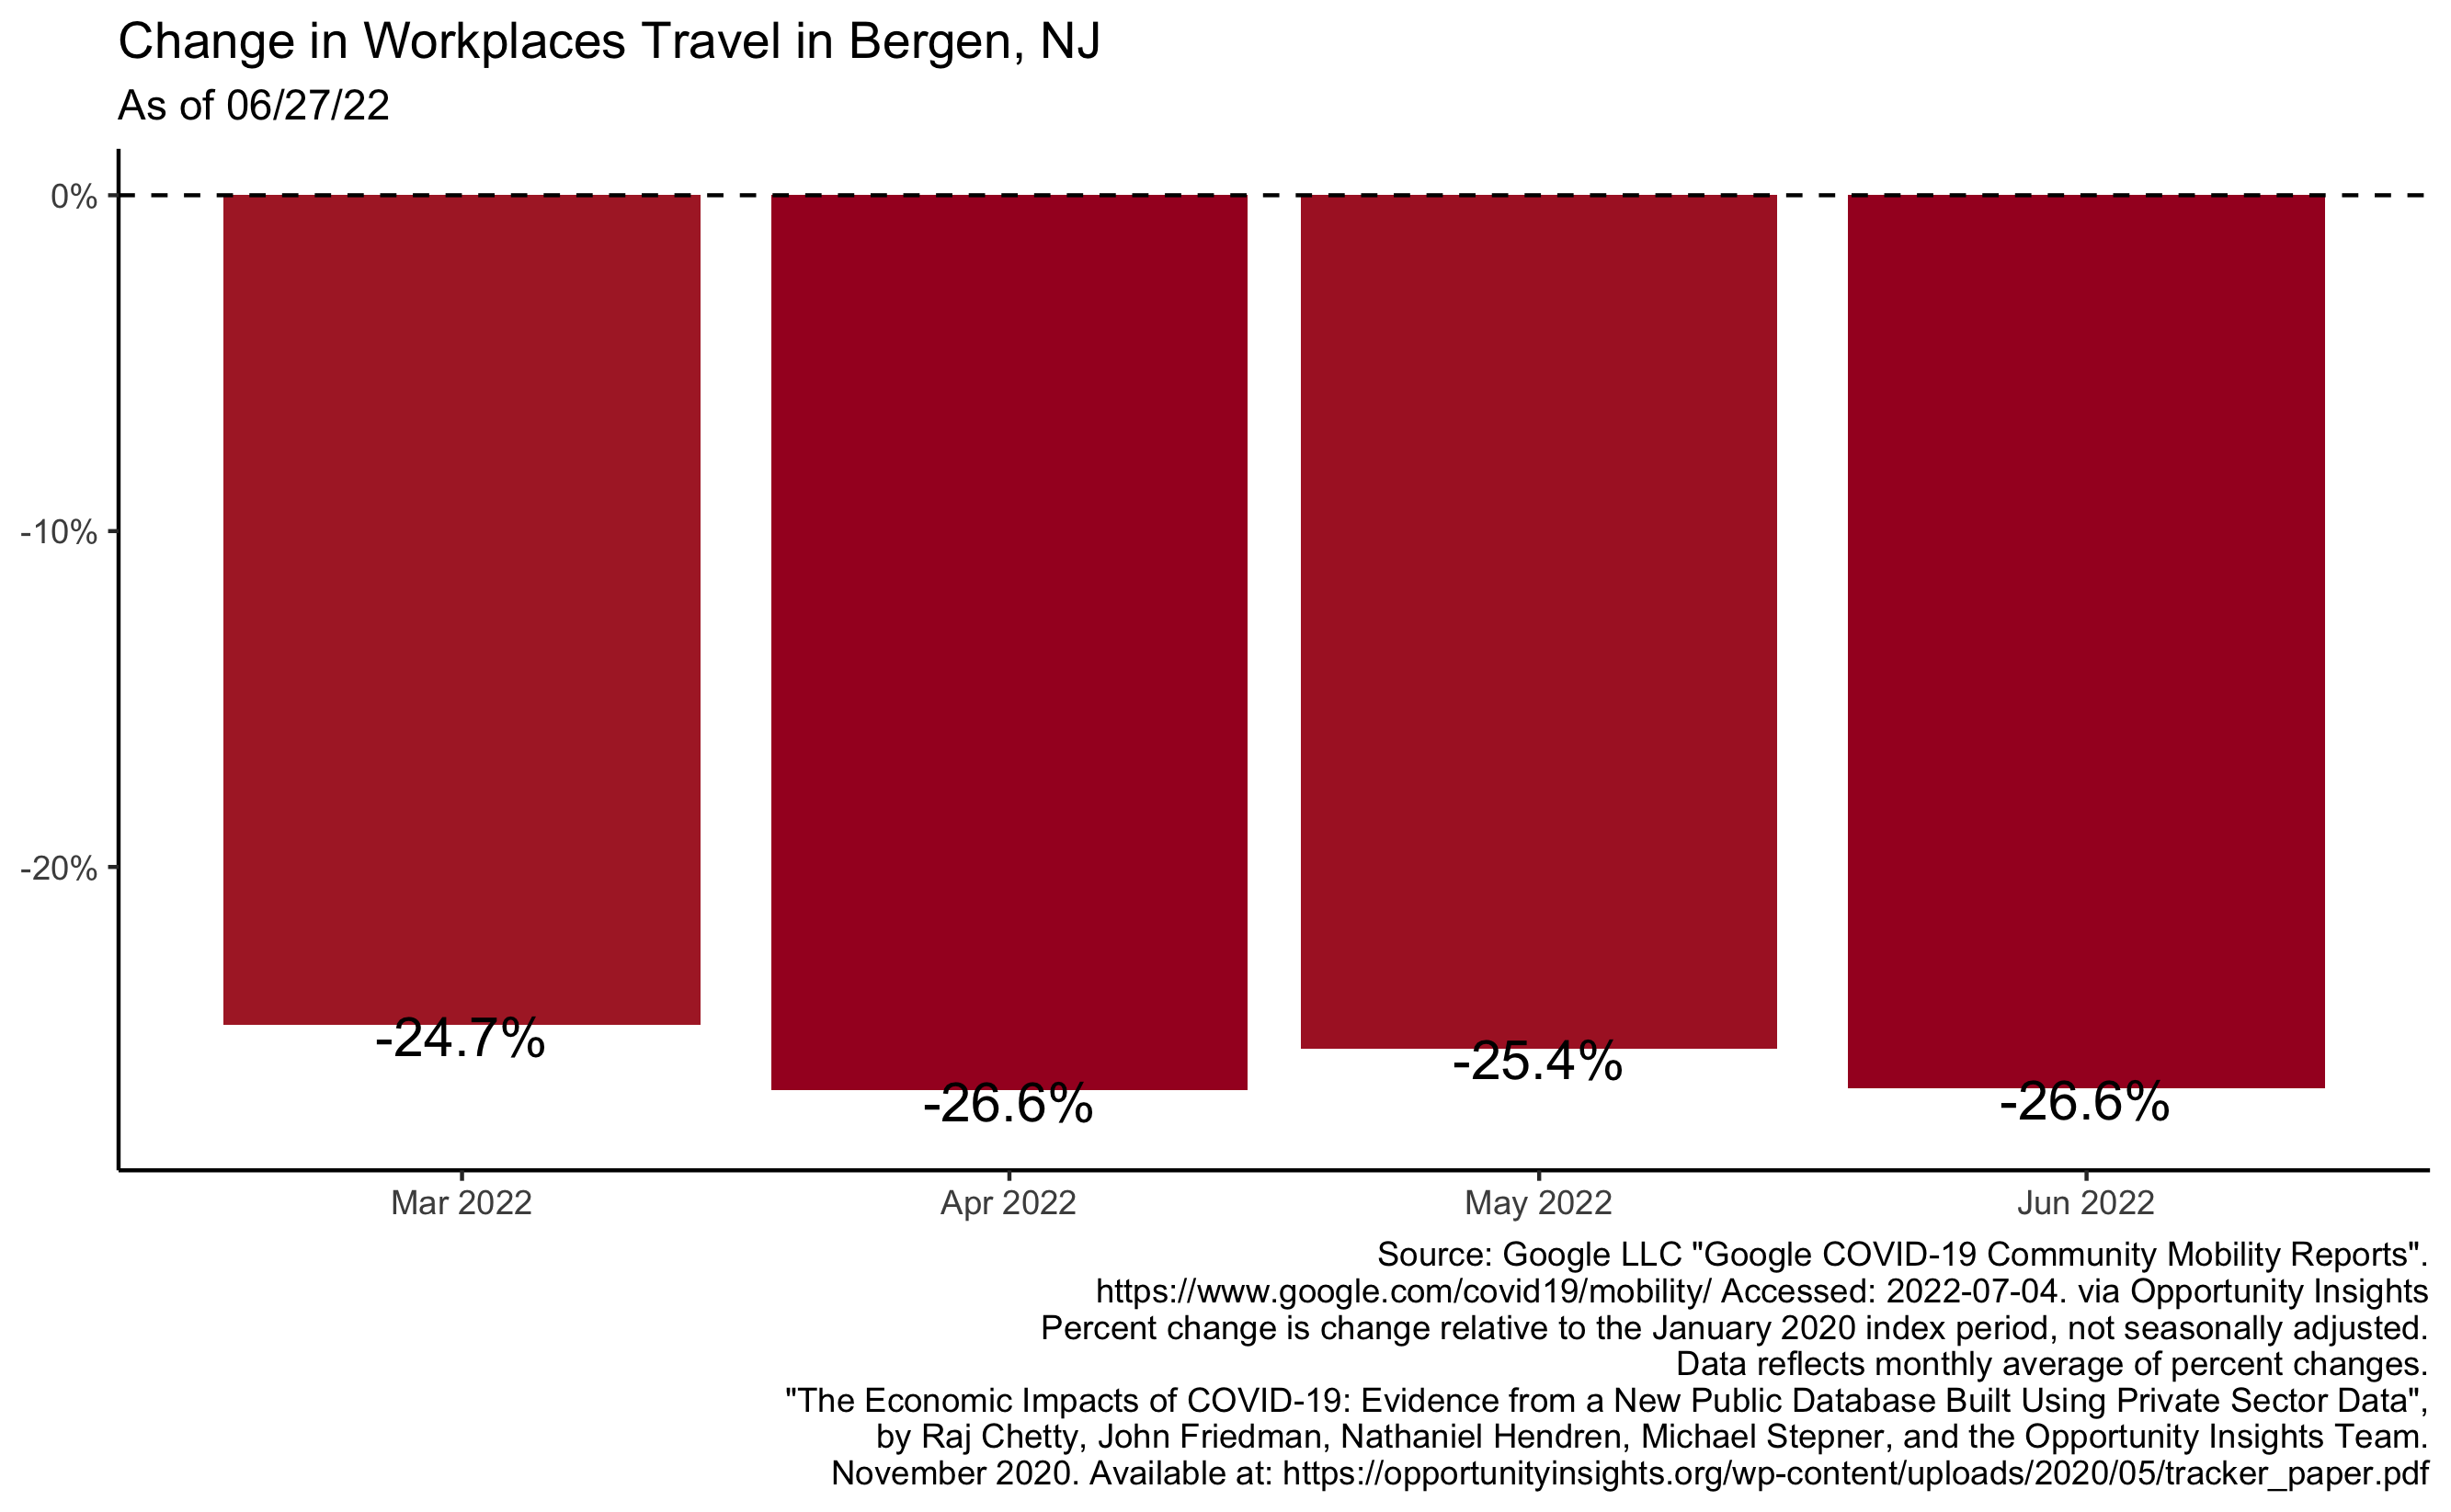 Change in Workplaces Travel in Bergen, NJ
As of 06/27/22
0%
-10%
-20%
-24.7%
-26.6%
-25.4%
-26.6%
Mar 2022
Apr 2022
May 2022
Jun 2022
Source: Google LLC "Google COVID-19 Community Mobility Reports".
https://www.google.com/covid19/mobility/ Accessed: 2022-07-04. via Opportunity Insights
Percent change is change relative to the January 2020 index period, not seasonally adjusted.
Data reflects monthly average of percent changes.
"The Economic Impacts of COVID-19: Evidence from a New Public Database Built Using Private Sector Data",
by Raj Chetty, John Friedman, Nathaniel Hendren, Michael Stepner, and the Opportunity Insights Team.
November 2020. Available at: https://opportunityinsights.org/wp-content/uploads/2020/05/tracker_paper.pdf